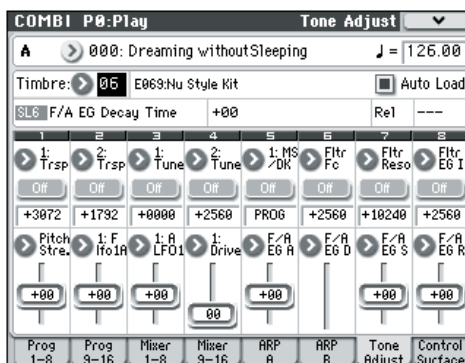 COMBI P0:Play Tone Adjust
A 000: Dreaming withoutSleeping ♩= 126.00
Timbre: 06 E069:Nu Style Kit Auto Load
SL6 F/A EG Decay Time +00 Rel ---
1 2 3 4 5 6 7 8
1: Trsp 2: Trsp 1: Tune 2: Tune 1: MS /DK Fltr Fc Fltr Reso Fltr EG I
Off Off Off Off Off Off Off Off
+3072 +1792 +0000 +2560 PROG +2560 +10240 +2560
Pitch Stre. 1: F lfo1A 1: A LFO1 1: Drive F/A EG A F/A EG D F/A EG S F/A EG R
+00 +00 +00 00 +00 +00 +00
Prog 1-8 Prog 9-16 Mixer 1-8 Mixer 9-16 ARP A ARP B Tone Adjust Control Surface